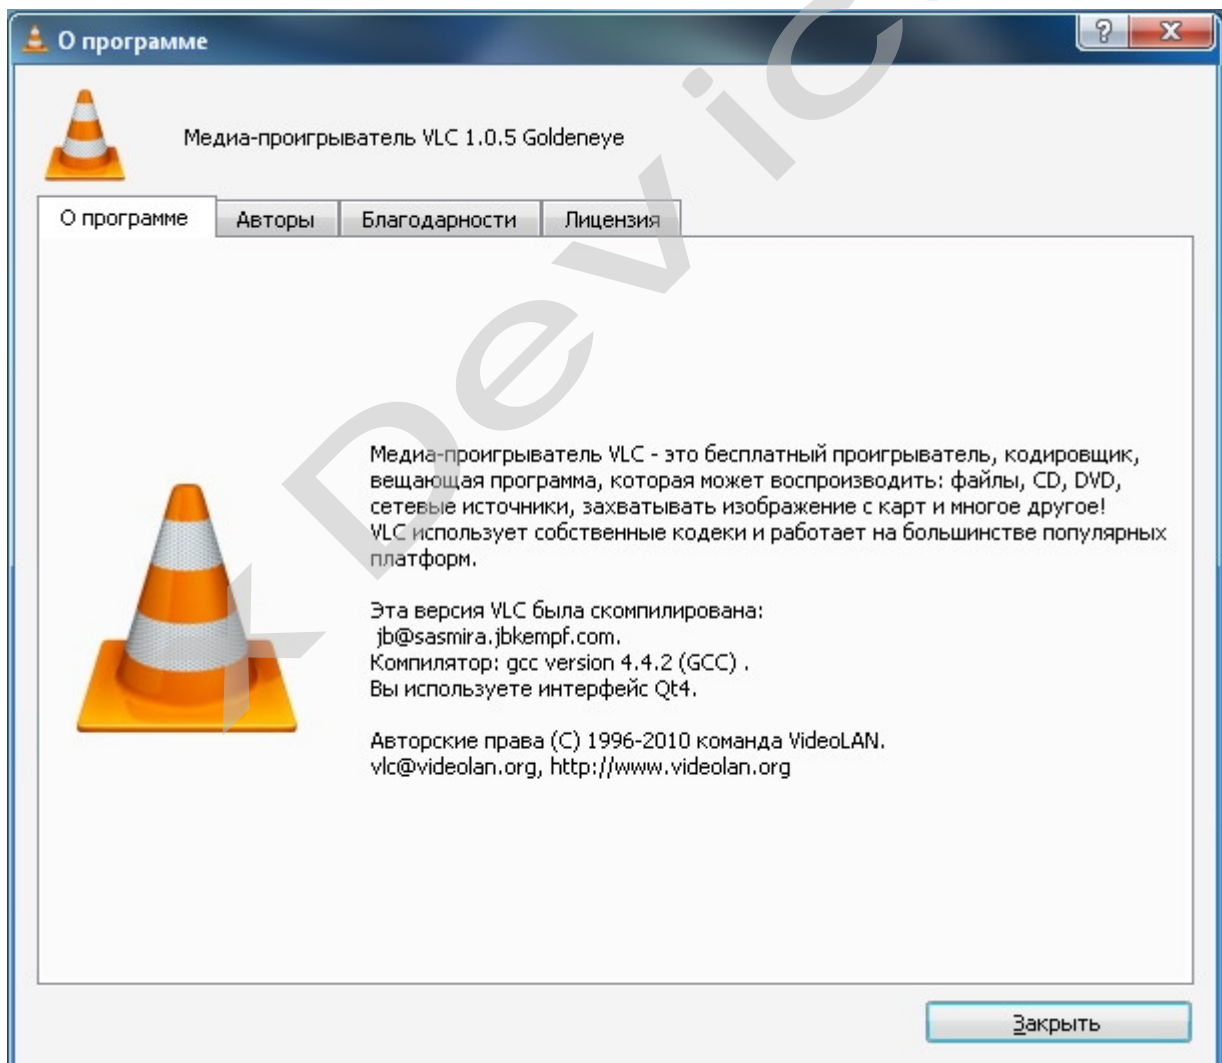 О программе
Медиа-проигрыватель VLC 1.0.5 Goldeneye
О программе
Авторы
Благодарности
Лицензия
Медиа-проигрыватель VLC - это бесплатный проигрыватель, кодировщик,
вещающая программа, которая может воспроизводить: файлы, CD, DVD,
сетевые источники, захватывать изображение с карт и многое другое!
VLC использует собственные кодеки и работает на большинстве популярных
платформ.
Эта версия VLC была скомпилирована:
jb@sasmira.jbkempf.com.
Компилятор: gcc version 4.4.2 (GCC) .
Вы используете интерфейс Qt4.
Авторские права (C) 1996-2010 команда VideoLAN.
vlc@videolan.org, http://www.videolan.org
Закрыть